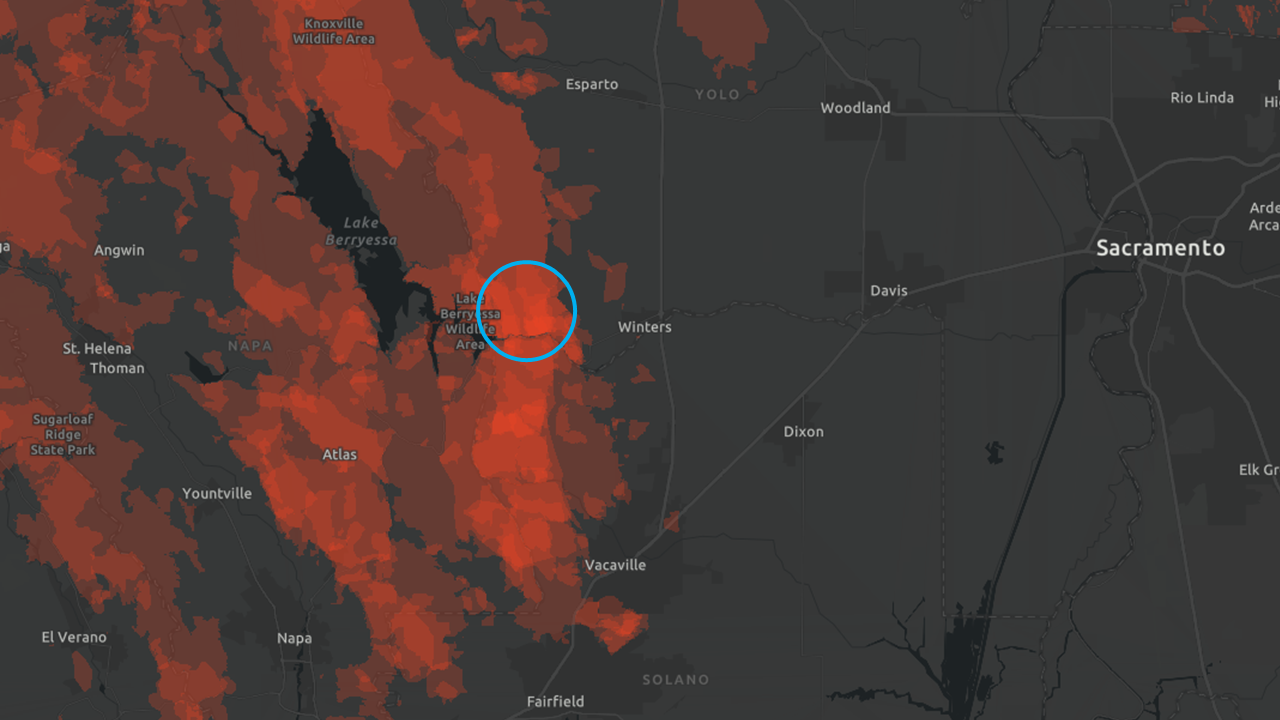 Knoxville
Wildlife Area
Esparto
YOLO
Woodland
Rio Linda
Lake
Berryessa
Angwin
Arde
Arca
Sacramento
Davis
Lake
Berryessa
Wildlife
Area
Winters
NAPA
St. Helena
Thoman
Sugarloaf
Ridge
State Park
Atlas
Dixon
Yountville
Elk Gr
Vacaville
El Verano
Napa
SOLANO
Fairfield